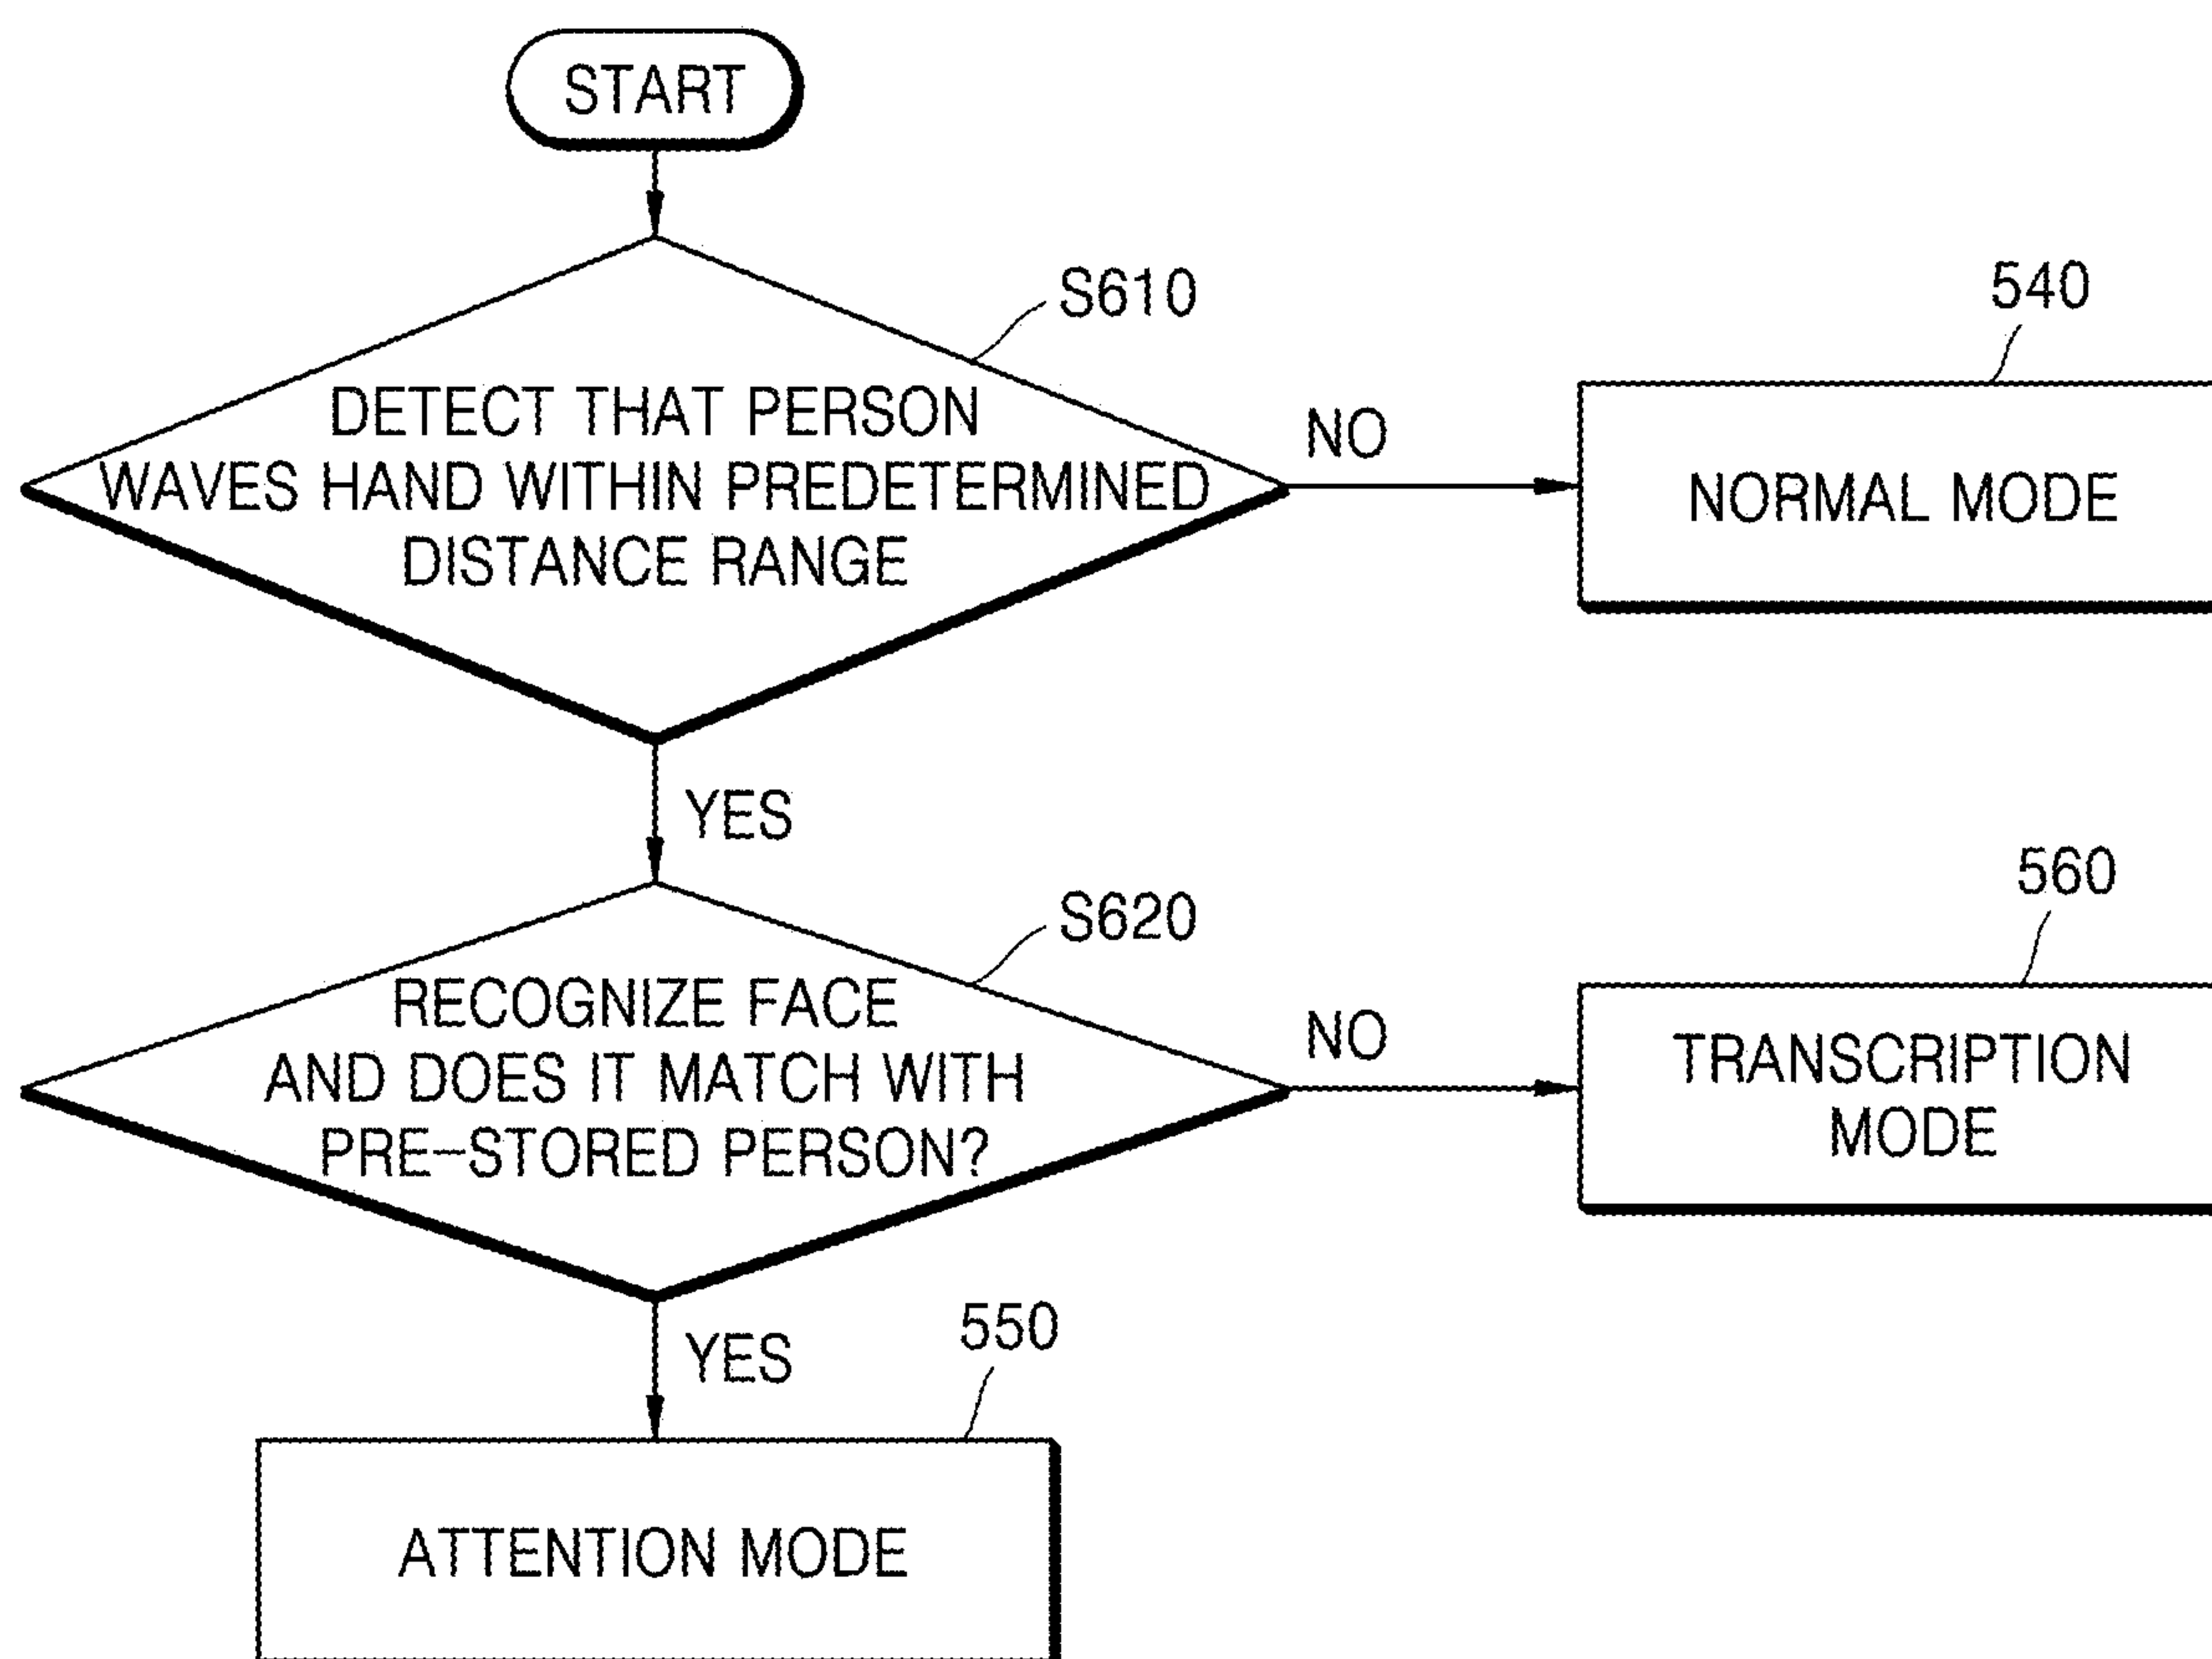 START
S610
DETECT THAT PERSON
WAVES HAND WITHIN PREDETERMINED
DISTANCE RANGE
NO
540
NORMAL MODE
YES
S620
RECOGNIZE FACE
AND DOES IT MATCH WITH
PRE-STORED PERSON?
NO
560
TRANSCRIPTION
MODE
YES
550
ATTENTION MODE